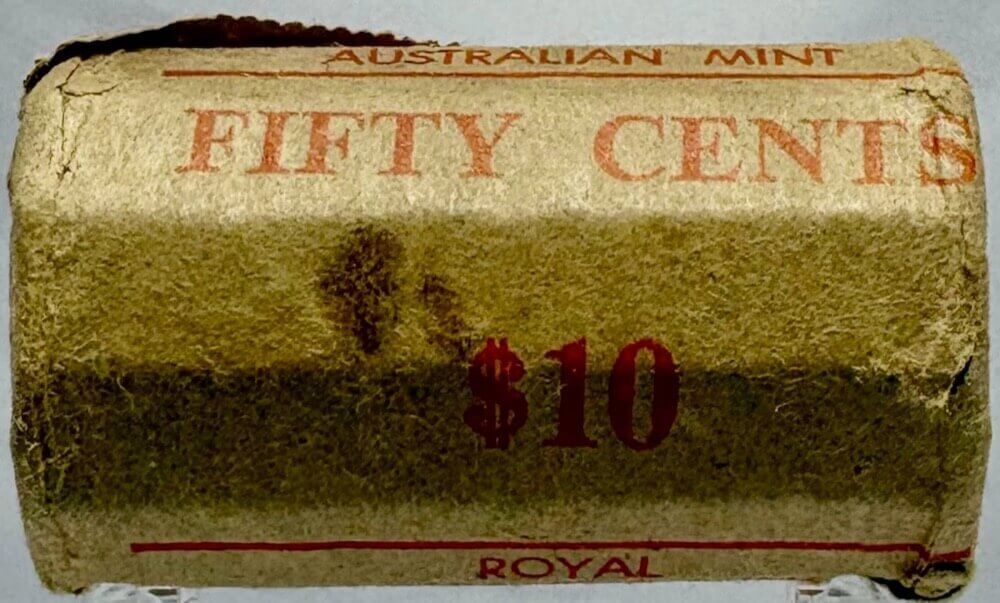 AUSTRALIAN MINT
FIFTY CENTS
$10
ROYAL